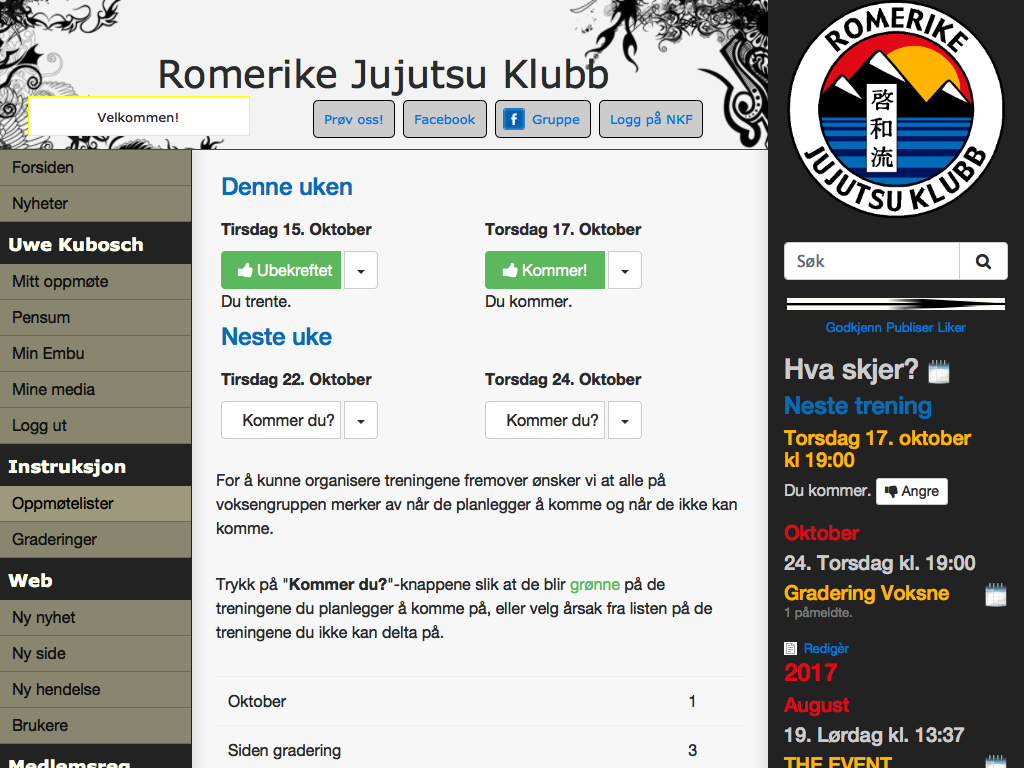 Romerike Jujutsu Klubb
Velkommen!
Prøv oss!
Facebook
Gruppe
Logg på NKF
Forsiden
Nyheter
Uwe Kubosch
Mitt oppmøte
Pensum
Min Embu
Mine media
Logg ut
Instruksjon
Oppmøtelister
Graderinger
Web
Ny nyhet
Ny side
Ny hendelse
Brukere
Medlemsreg
Denne uken
Tirsdag 15. Oktober
Ubekreftet
Du trente.
Torsdag 17. Oktober
Kommer!
Du kommer.
Neste uke
Tirsdag 22. Oktober
Kommer du?
Torsdag 24. Oktober
Kommer du?
For å kunne organisere treningene fremover ønsker vi at alle på
voksengruppen merker av når de planlegger å komme og når de ikke kan
komme.
Trykk på "Kommer du?"-knappene slik at de blir grønne på de
treningene du planlegger å komme på, eller velg årsak fra listen på de
treningene du ikke kan delta på.
Oktober 1
Siden gradering 3
ROMERIKE
啓和流
JUJUTSU KLUBB
Søk
Godkjenn Publiser Liker
Hva skjer?
Neste trening
Torsdag 17. oktober
kl 19:00
Du kommer. Angre
Oktober
24. Torsdag kl. 19:00
Gradering Voksne
1 påmeldte.
Redigèr
2017
August
19. Lørdag kl. 13:37
THE EVENT